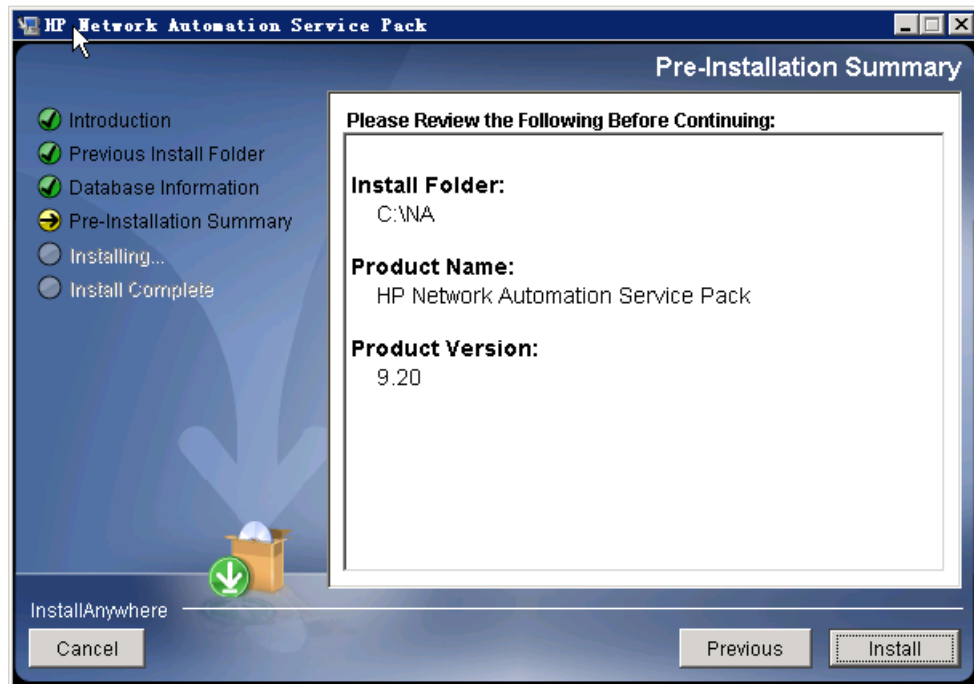 HP Network Automation Service Pack
Pre-Installation Summary
Introduction
Previous Install Folder
Database Information
Pre-Installation Summary
Installing...
Install Complete
Please Review the Following Before Continuing:
Install Folder:
C:\NA
Product Name:
HP Network Automation Service Pack
Product Version:
9.20
InstallAnywhere
Cancel
Previous
Install